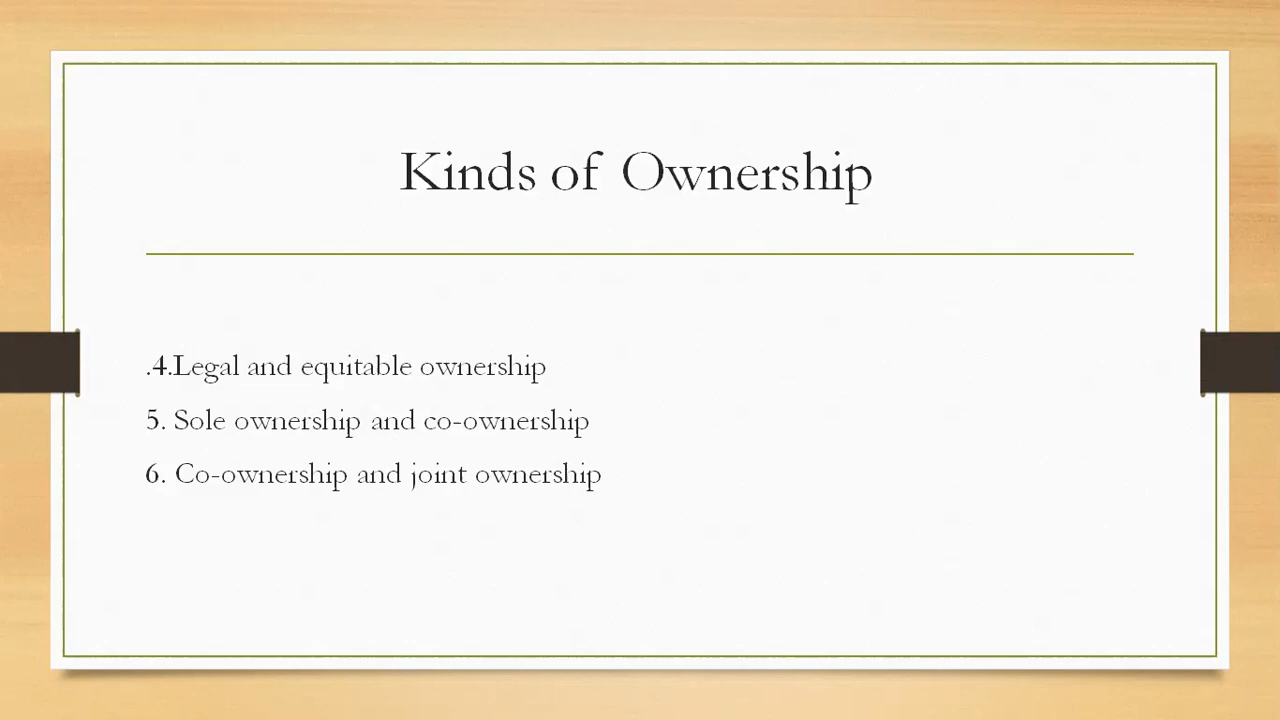 Kinds of Ownership
.4.Legal and equitable ownership
5. Sole ownership and co-ownership
6. Co-ownership and joint ownership